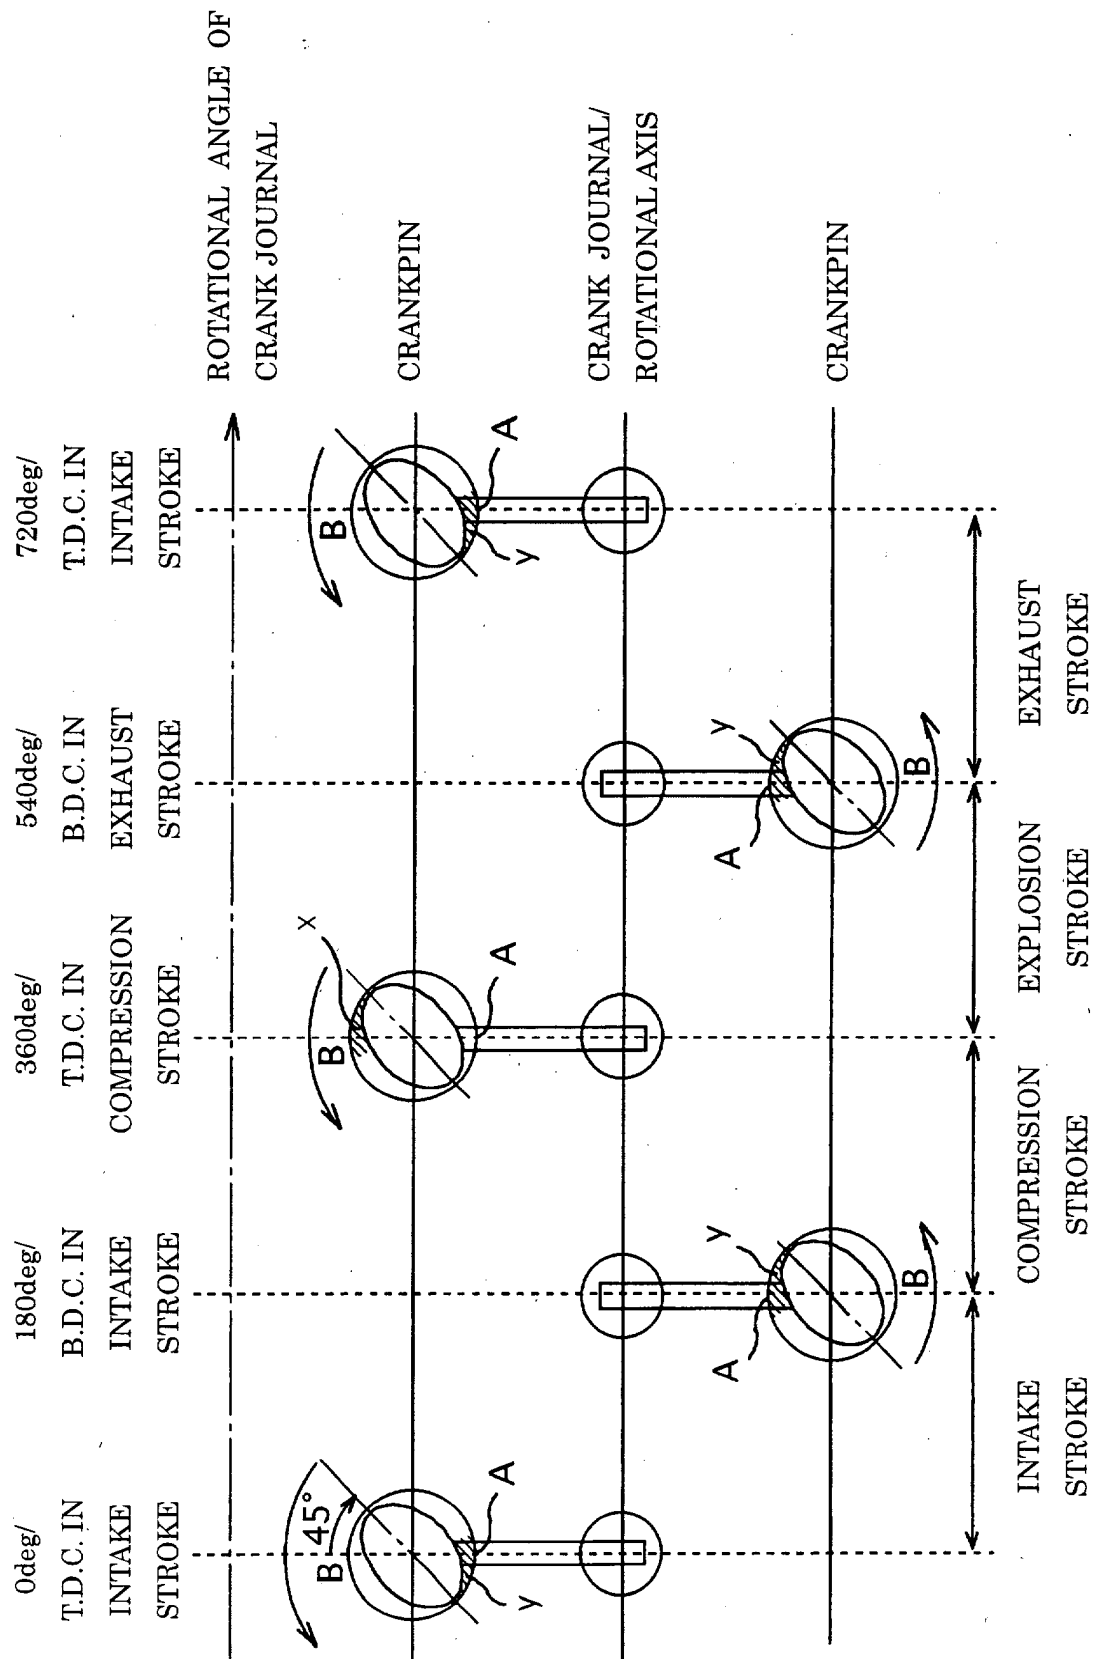 0deg/
T.D.C. IN
INTAKE
STROKE
180deg/
B.D.C. IN
INTAKE
STROKE
360deg/
T.D.C. IN
COMPRESSION
STROKE
540deg/
B.D.C. IN
EXHAUST
STROKE
720deg/
T.D.C. IN
INTAKE
STROKE
ROTATIONAL ANGLE OF
CRANK JOURNAL
B 45°
A
y
B
x
A
B
A
y
CRANKPIN
CRANK JOURNAL/
ROTATIONAL AXIS
A
y
B
A
y
B
CRANKPIN
INTAKE
STROKE
COMPRESSION
STROKE
EXPLOSION
STROKE
EXHAUST
STROKE